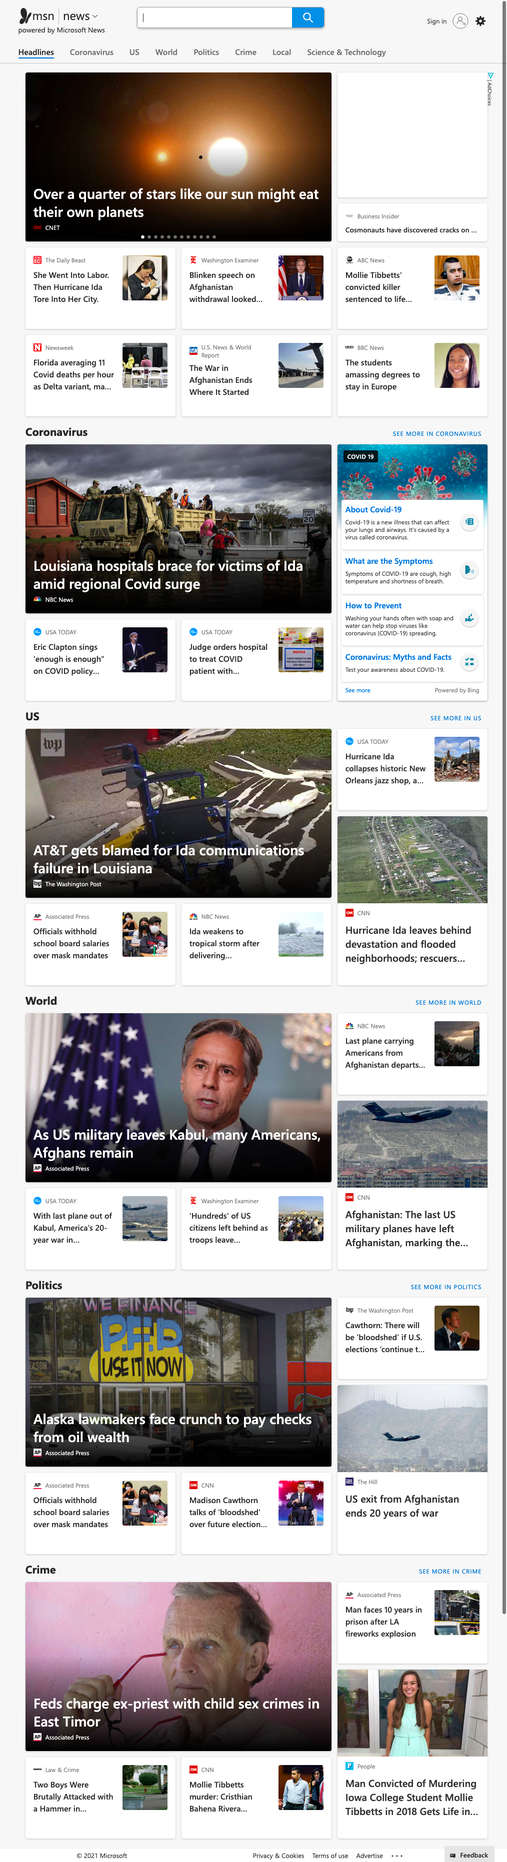 msn | news
powered by Microsoft News
Sign in
Headlines
Coronavirus
US
World
Politics
Crime
Local
Science & Technology
Over a quarter of stars like our sun might eat
their own planets
CNET
AdChoices
Business Insider
Cosmonauts have discovered cracks on ...
The Daily Beast
She Went Into Labor.
Then Hurricane Ida
Tore Into Her City.
Washington Examiner
Blinken speech on
Afghanistan
withdrawal looked...
ABC News
Mollie Tibbetts'
convicted killer
sentenced to life...
Newsweek
Florida averaging 11
Covid deaths per hour
as Delta variant, ma...
U.S. News & World
Report
The War in
Afghanistan Ends
Where It Started
BBC News
The students
amassing degrees to
stay in Europe
Coronavirus
SEE MORE IN CORONAVIRUS
Louisiana hospitals brace for victims of Ida
amid regional Covid surge
NBC News
COVID 19
About Covid-19
Covid-19 is a new illness that can affect
your lungs and airways. It's caused by a
virus called coronavirus.
What are the Symptoms
Symptoms of COVID-19 are cough, high
temperature and shortness of breath.
How to Prevent
Washing your hands often with soap and
water can help stop viruses like
coronavirus (COVID-19) spreading.
Coronavirus: Myths and Facts
Test your awareness about COVID-19.
See more
Powered by Bing
USA TODAY
Eric Clapton sings
'enough is enough"
on COVID policy...
USA TODAY
Judge orders hospital
to treat COVID
patient with...
US
SEE MORE IN US
wp
AT&T gets blamed for Ida communications
failure in Louisiana
The Washington Post
USA TODAY
Hurricane Ida
collapses historic New
Orleans jazz shop, a...
CNN
Hurricane Ida leaves behind
devastation and flooded
neighborhoods; rescuers...
AP
Associated Press
Officials withhold
school board salaries
over mask mandates
NBC News
Ida weakens to
tropical storm after
delivering...
World
SEE MORE IN WORLD
As US military leaves Kabul, many Americans,
Afghans remain
AP
Associated Press
NBC News
Last plane carrying
Americans from
Afghanistan departs...
CNN
Afghanistan: The last US
military planes have left
Afghanistan, marking the...
USA TODAY
With last plane out of
Kabul, America's 20-
year war in...
Washington Examiner
'Hundreds' of US
citizens left behind as
troops leave...
Politics
SEE MORE IN POLITICS
WE FINANCE
PFD
USE IT NOW
Alaska lawmakers face crunch to pay checks
from oil wealth
AP
Associated Press
The Washington Post
Cawthorn: There will
be 'bloodshed' if U.S.
elections 'continue t...
The Hill
US exit from Afghanistan
ends 20 years of war
AP
Associated Press
Officials withhold
school board salaries
over mask mandates
CNN
Madison Cawthorn
talks of 'bloodshed'
over future election...
Crime
SEE MORE IN CRIME
Feds charge ex-priest with child sex crimes in
East Timor
AP
Associated Press
AP
Associated Press
Man faces 10 years in
prison after LA
fireworks explosion
People
Man Convicted of Murdering
Iowa College Student Mollie
Tibbetts in 2018 Gets Life in...
Law & Crime
Two Boys Were
Brutally Attacked with
a Hammer in...
CNN
Mollie Tibbetts
murder: Cristhian
Bahena Rivera...
© 2021 Microsoft
Privacy & Cookies
Terms of use
Advertise
Feedback